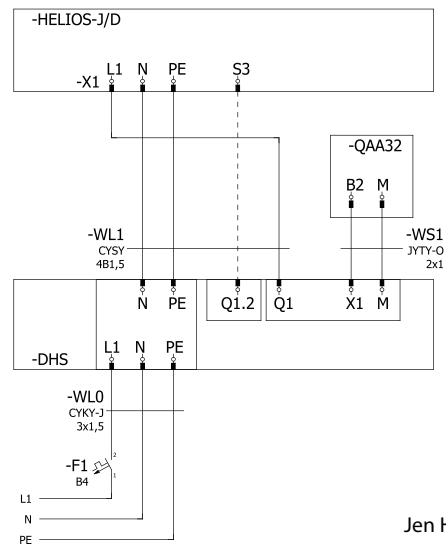 -HELIOS-J/D
L1 N PE S3
-X1
-QAA32
B2 M
-WL1
CYSY
4B1,5
-WS1
JYTY-O
2x1
N PE Q1.2 Q1 X1 M
L1 N PE
-DHS
-WL0
CYKY-J
3x1,5
2
-F1
B4
1
L1
N
PE
Jen H